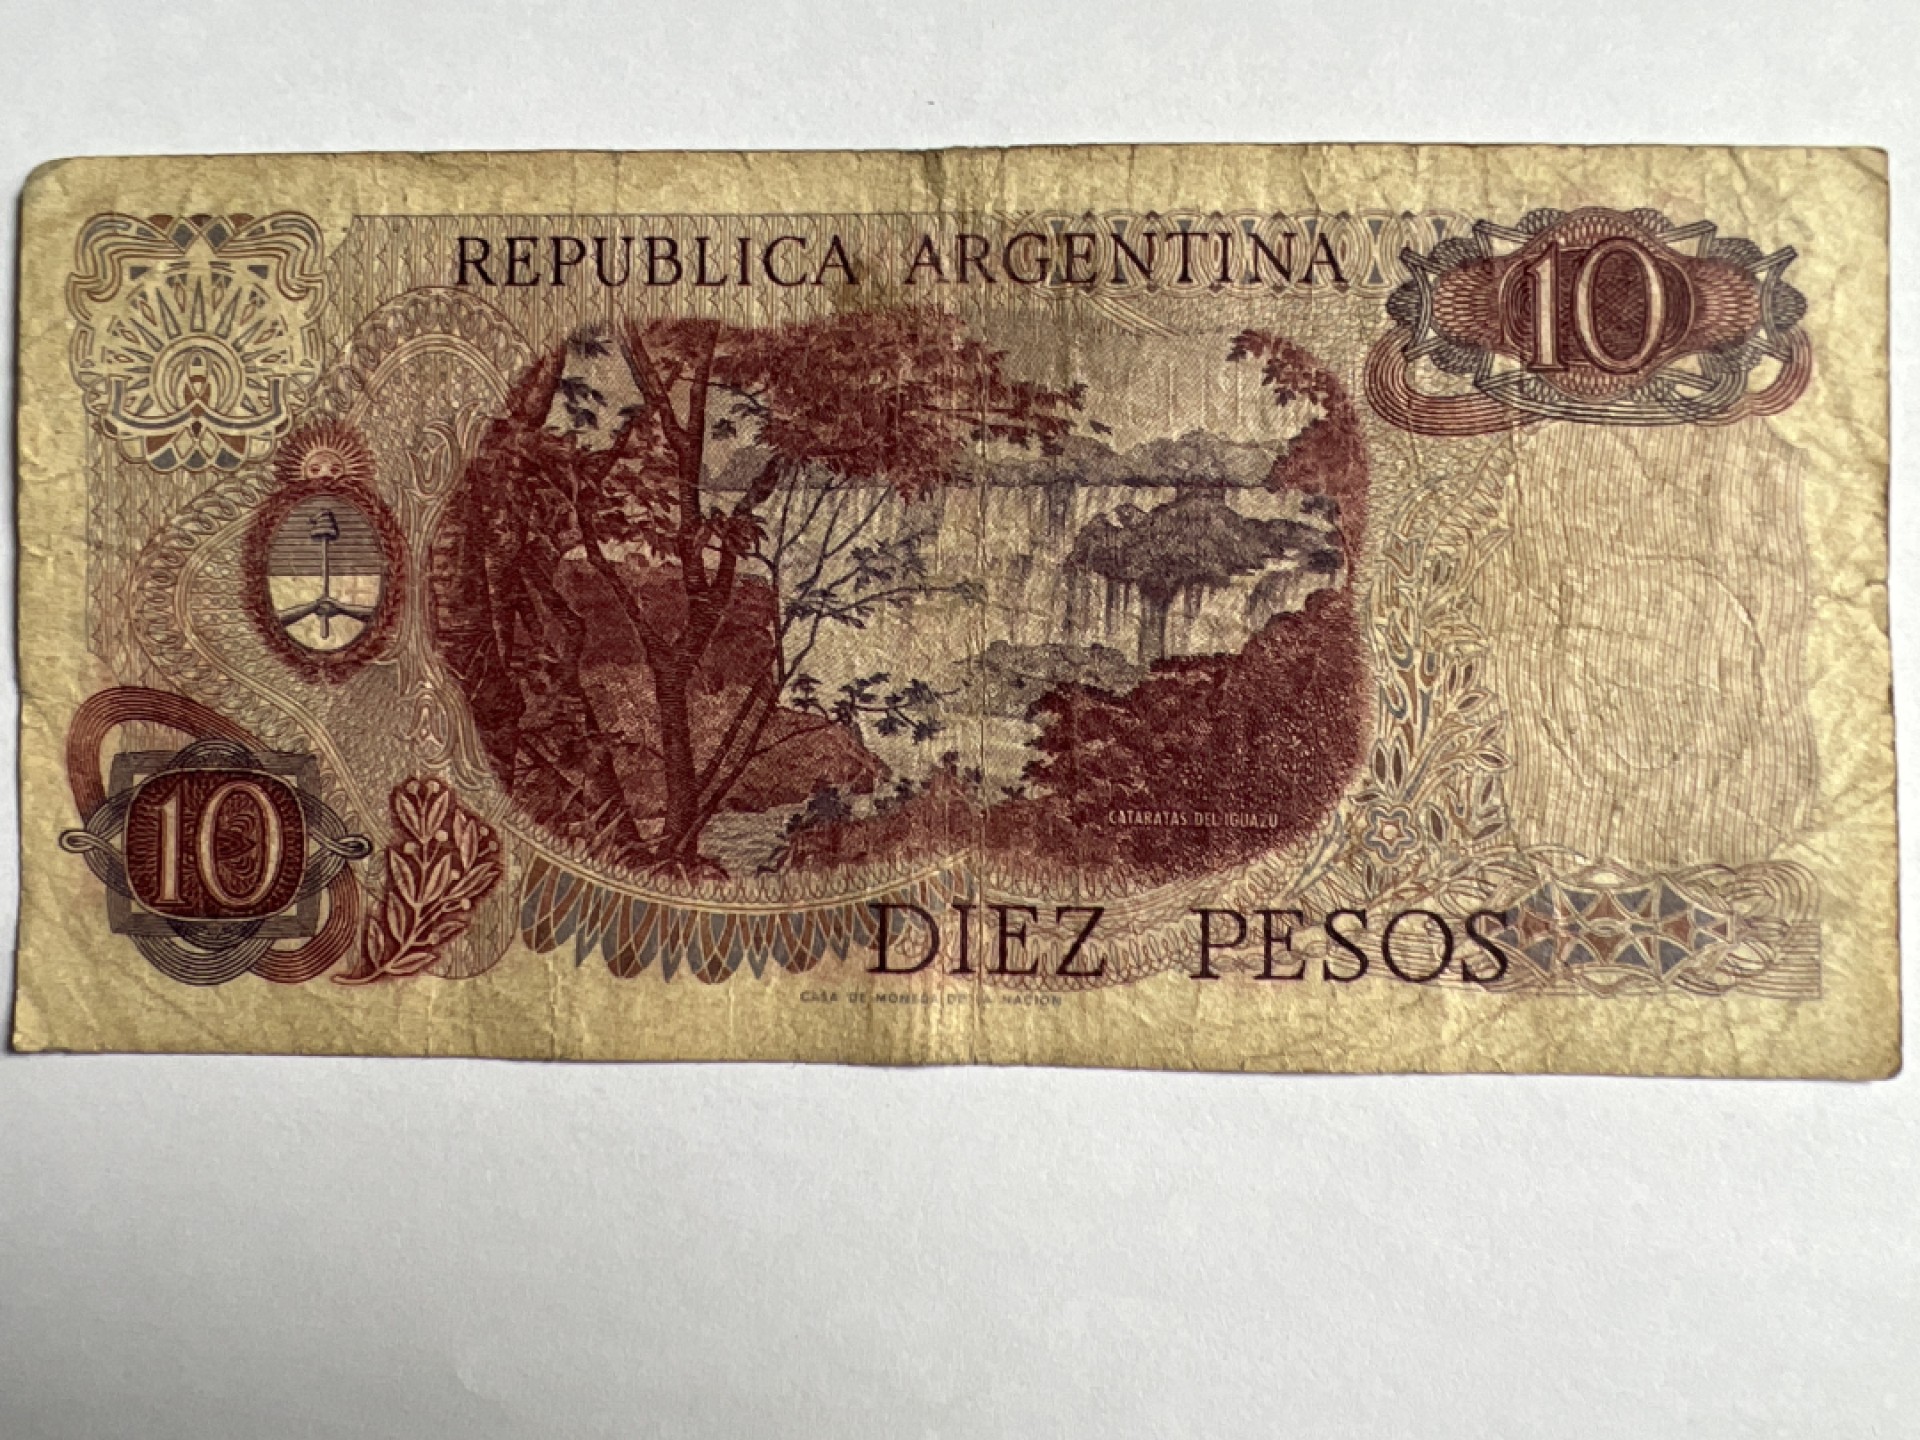 REPUBLICA ARGENTINA
10
CATARATAS DEL IGUAZU
10
DIEZ PESOS
CASA DE MONEDA DE LA NACION